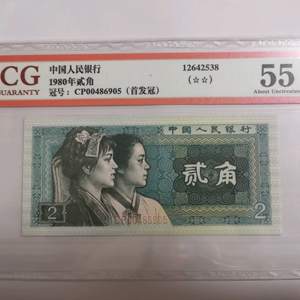 CG
GUARANTY
中国人民银行
1980年贰角
冠号：CP00486905（首发冠）
12642538
(☆☆)
55
About Uncirculated
中国人民银行
贰角
2
2